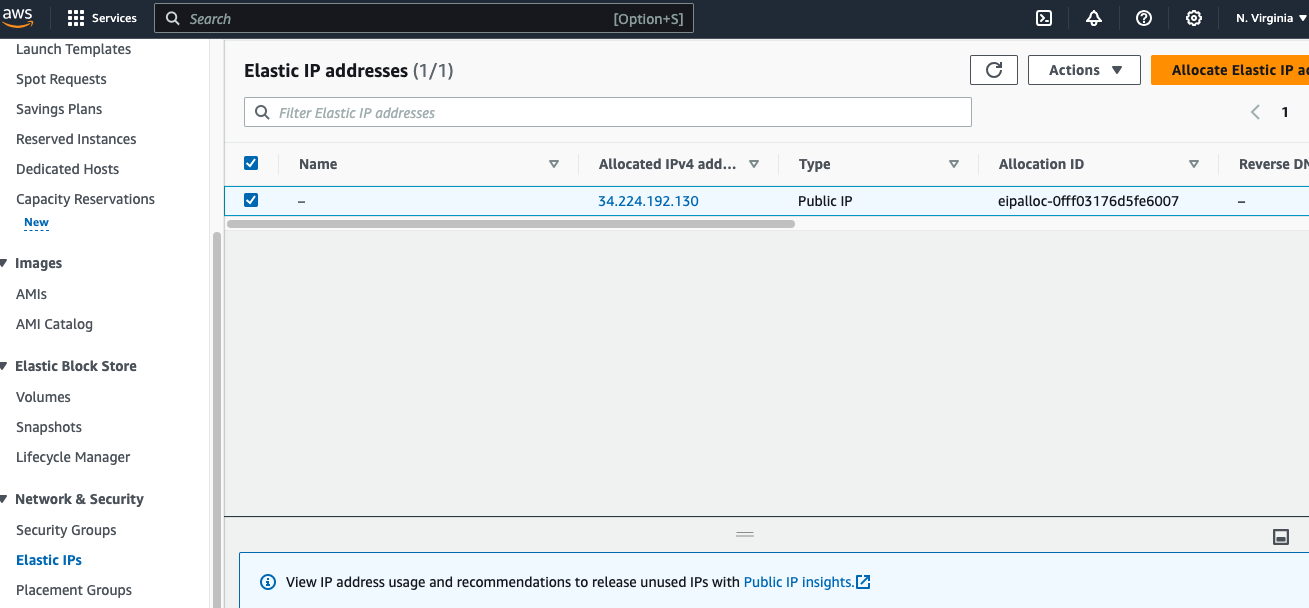 aws
Services
Search [Option+S]
N. Virginia
Launch Templates
Spot Requests
Savings Plans
Reserved Instances
Dedicated Hosts
Capacity Reservations
New
Images
AMIs
AMI Catalog
Elastic Block Store
Volumes
Snapshots
Lifecycle Manager
Network & Security
Security Groups
Elastic IPs
Placement Groups
Elastic IP addresses (1/1)
Actions
Allocate Elastic IP
Filter Elastic IP addresses
1
Name Allocated IPv4 add... Type Allocation ID Reverse
– 34.224.192.130 Public IP eipalloc-0fff03176d5fe6007 –
View IP address usage and recommendations to release unused IPs with Public IP insights.